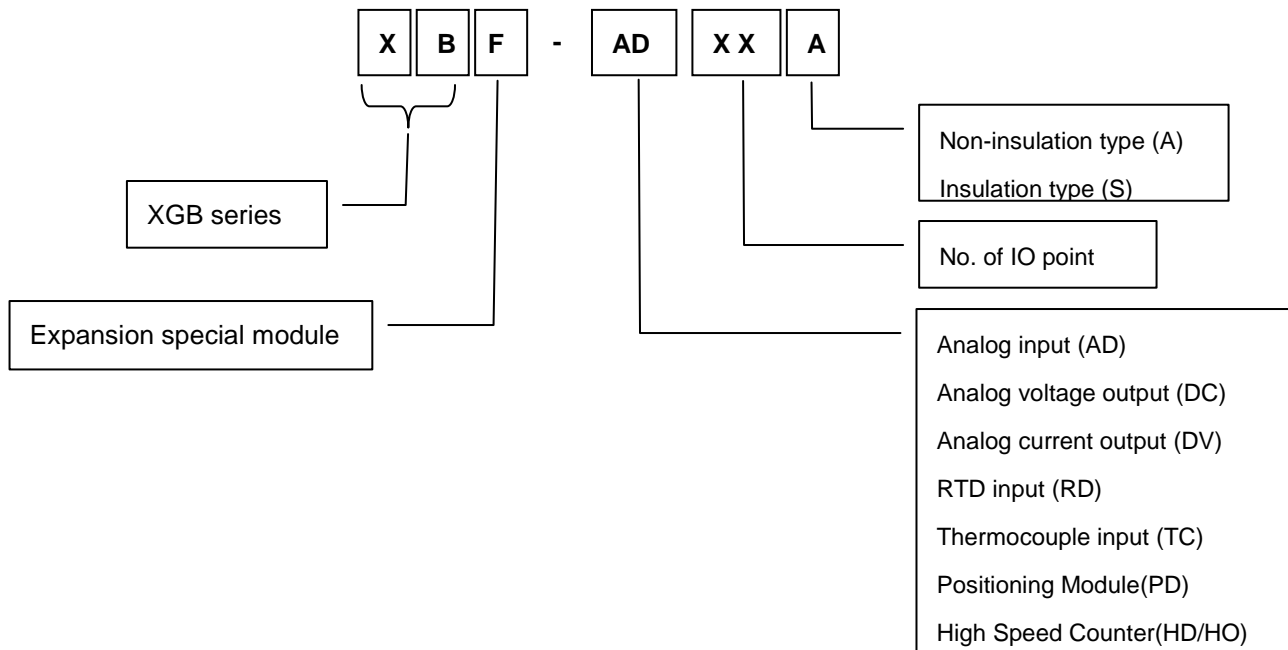 X B F - AD X X A
Non-insulation type (A)
Insulation type (S)
XGB series
No. of IO point
Expansion special module
Analog input (AD)
Analog voltage output (DC)
Analog current output (DV)
RTD input (RD)
Thermocouple input (TC)
Positioning Module(PD)
High Speed Counter(HD/HO)